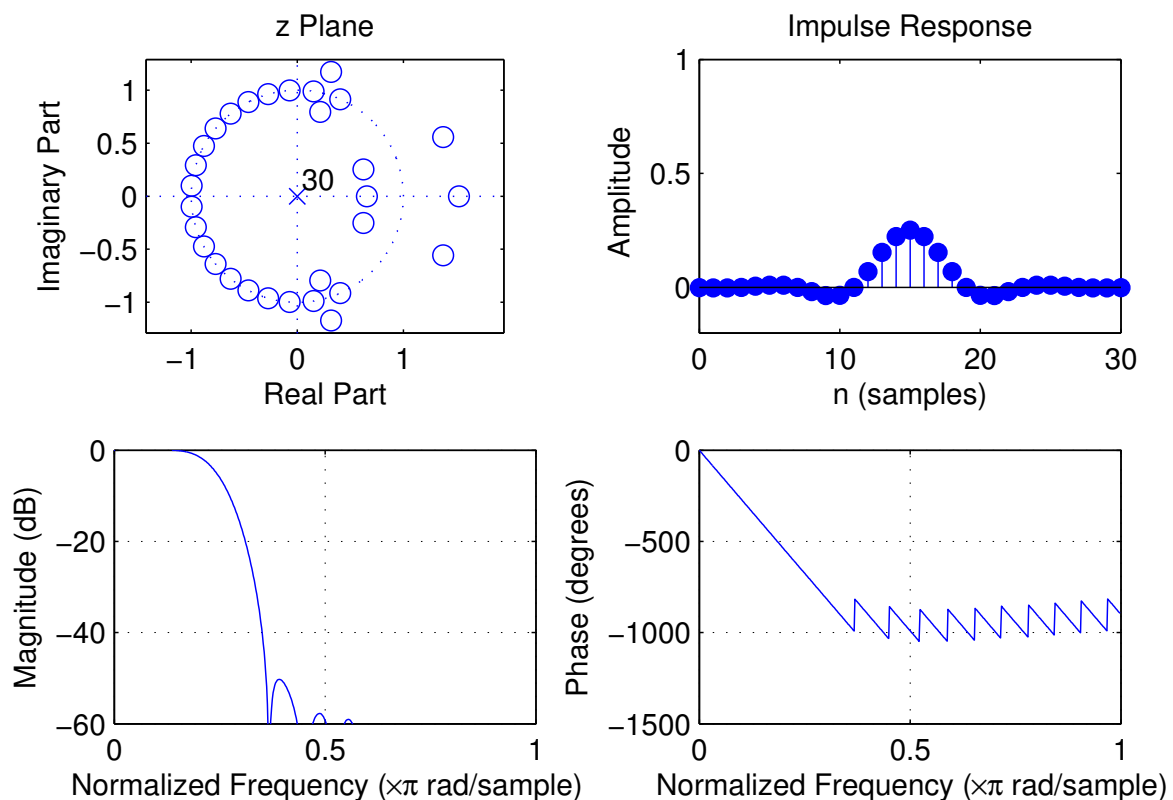 z Plane
Imaginary Part
1
0.5
0
−0.5
−1
30
−1 0 1
Real Part
Impulse Response
Amplitude
1
0.5
0
0 10 20 30
n (samples)
Magnitude (dB)
0
−20
−40
−60
0 0.5 1
Normalized Frequency (×π rad/sample)
Phase (degrees)
0
−500
−1000
−1500
0 0.5 1
Normalized Frequency (×π rad/sample)